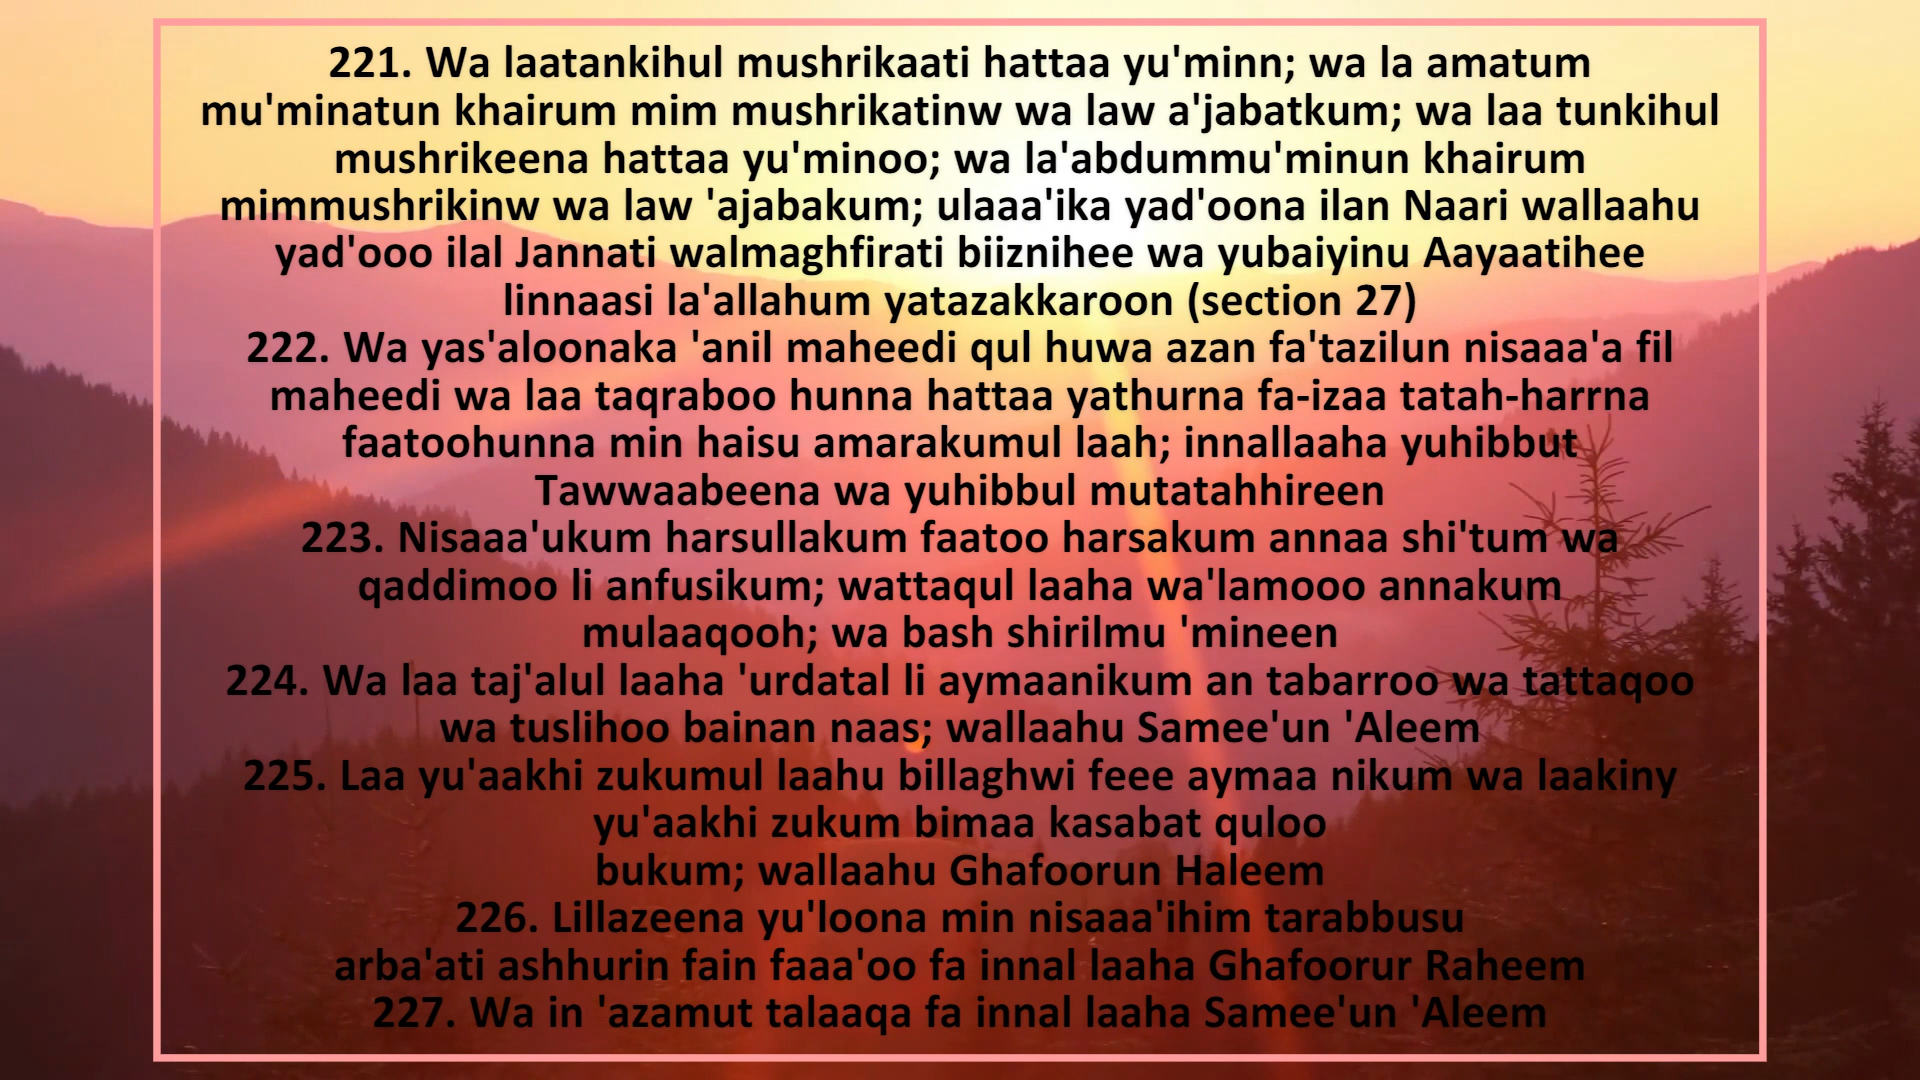 221. Wa laatankihul mushrikaati hattaa yu'minn; wa la amatum
mu'minatun khairum mim mushrikatinw wa law a'jabatkum; wa laa tunkihul
mushrikeena hattaa yu'minoo; wa la'abdummu'minun khairum
mimmushrikinw wa law 'ajabakum; ulaaa'ika yad'oona ilan Naari wallaahu
yad'ooo ilal Jannati walmaghfirati biiznihee wa yubaiyinu Aayaatihee
linnaasi la'allahum yatazakkaroon (section 27)
222. Wa yas'aloonaka 'anil maheedi qul huwa azan fa'tazilun nisaaa'a fil
maheedi wa laa taqraboo hunna hattaa yathurna fa-izaa tatah-harrna
faatoohunna min haisu amarakumul laah; innallaaha yuhibbut
Tawwaabeena wa yuhibbul mutatahhireen
223. Nisaaa'ukum harsullakum faatoo harsakum annaa shi'tum wa
qaddimoo li anfusikum; wattaqul laaha wa'lamooo annakum
mulaaqooh; wa bash shirilmu 'mineen
224. Wa laa taj'alul laaha 'urdatal li aymaanikum an tabarroo wa tattaqoo
wa tuslihoo bainan naas; wallaahu Samee'un 'Aleem
225. Laa yu'aakhi zukumul laahu billaghwi feee aymaa nikum wa laakiny
yu'aakhi zukum bimaa kasabat quloo
bukum; wallaahu Ghafoorun Haleem
226. Lillazeena yu'loona min nisaaa'ihim tarabbusu
arba'ati ashhurin fain faaa'oo fa innal laaha Ghafoorur Raheem
227. Wa in 'azamut talaaqa fa innal laaha Samee'un 'Aleem